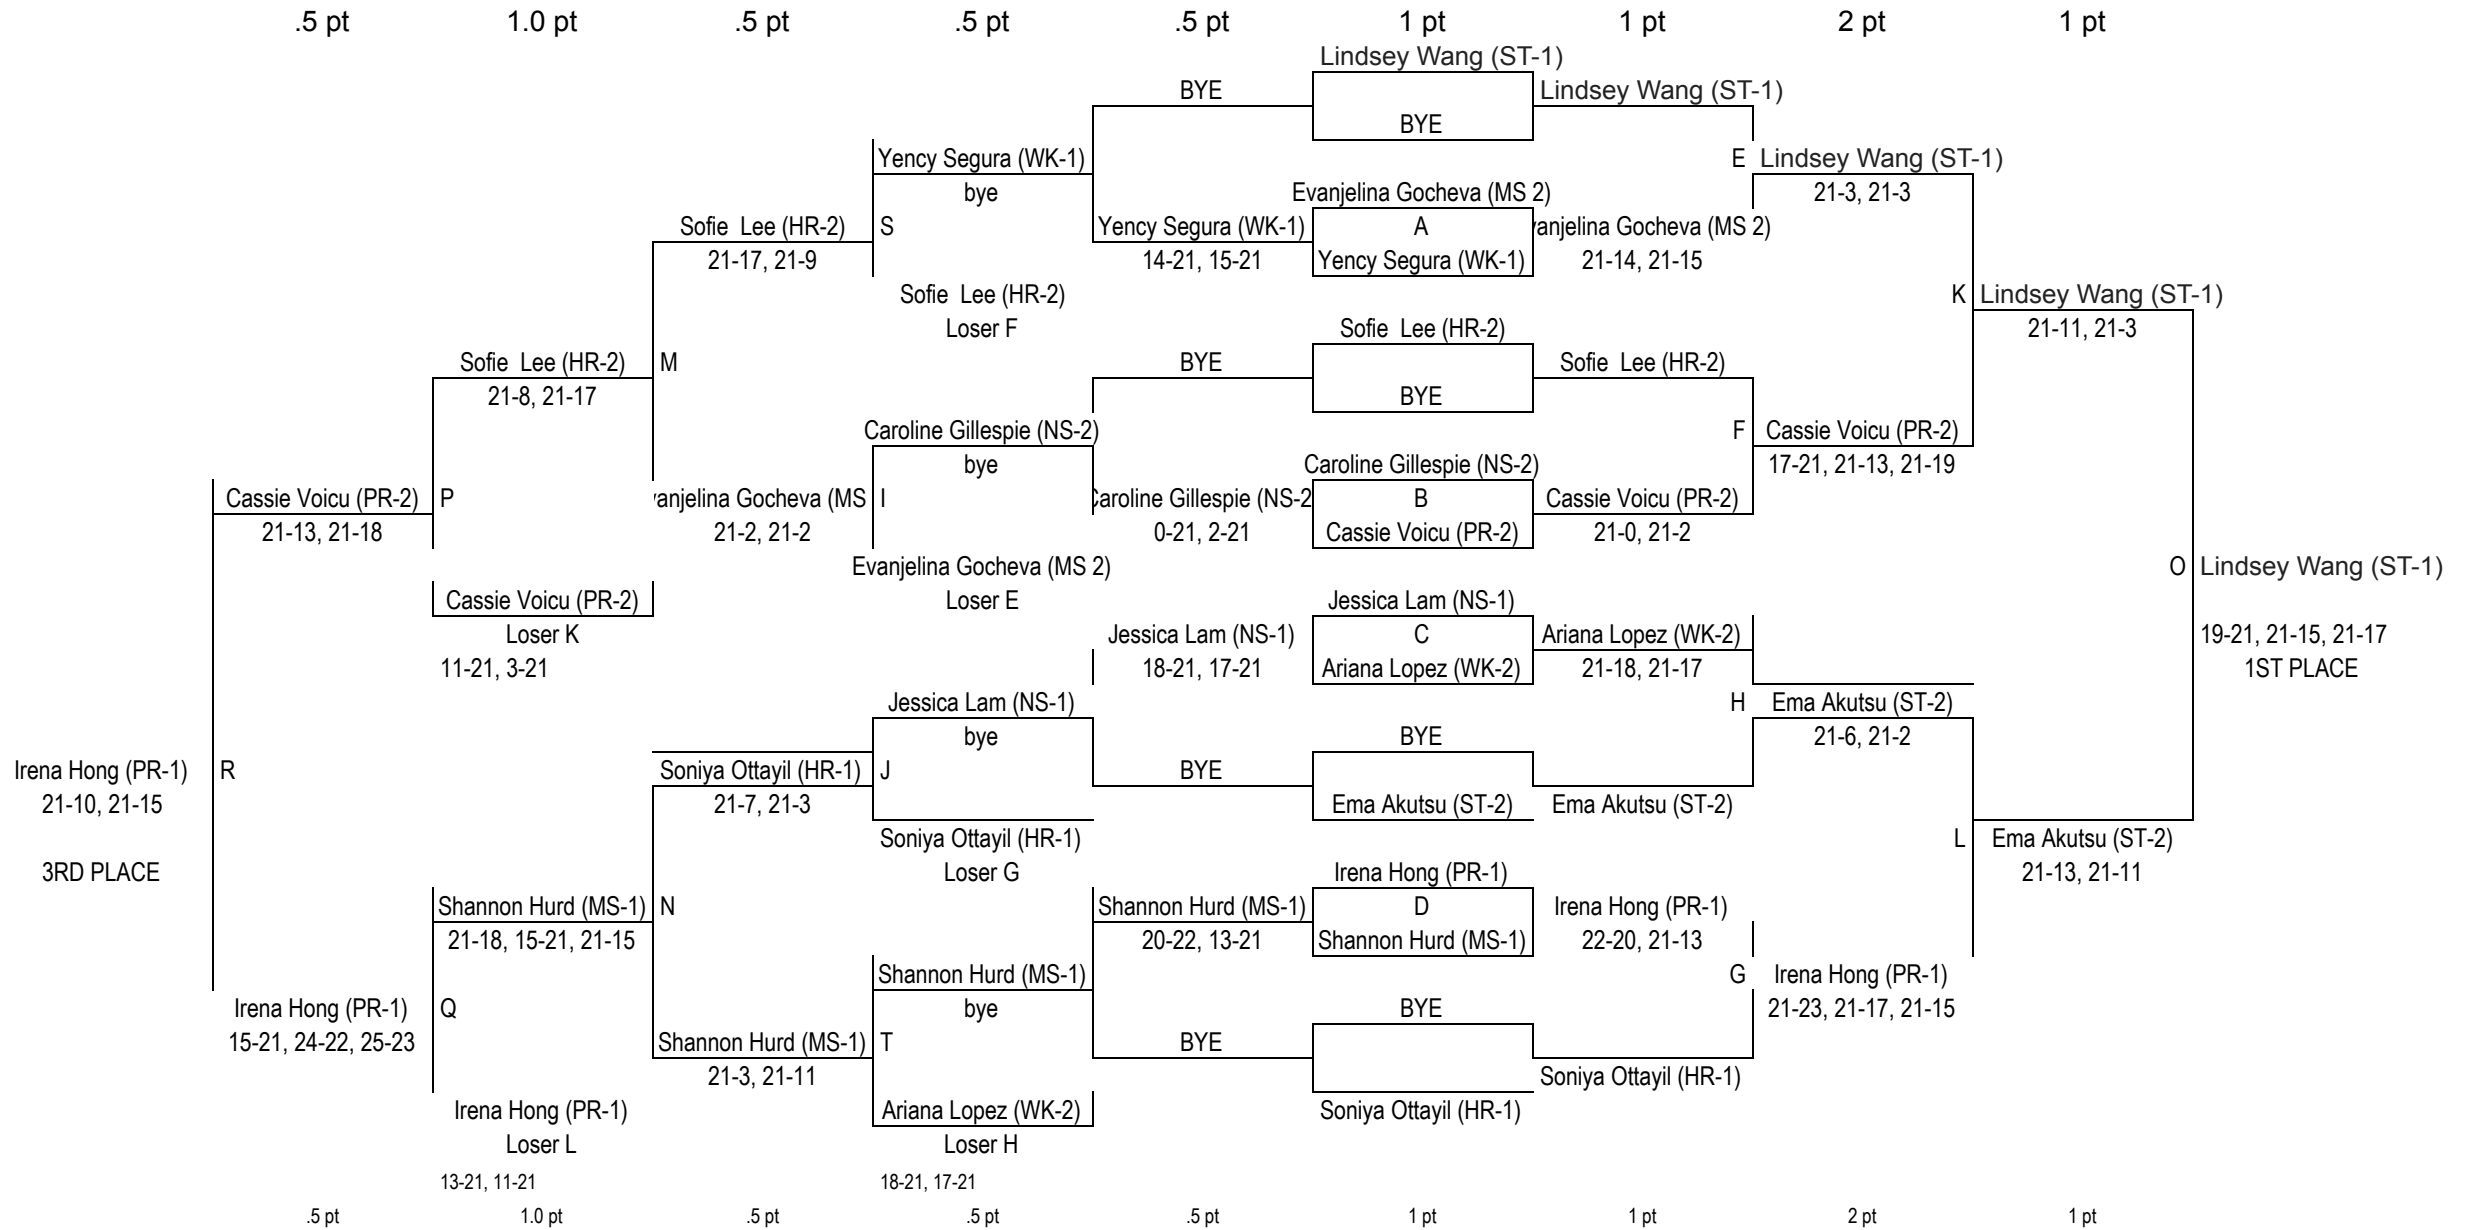 .5 pt 1.0 pt .5 pt .5 pt .5 pt 1 pt 1 pt 2 pt 1 pt
Lindsey Wang (ST-1)
BYE Lindsey Wang (ST-1)
BYE
Yency Segura (WK-1) E Lindsey Wang (ST-1)
bye Evanjelina Gocheva (MS 2) 21-3, 21-3
Sofie Lee (HR-2) S Yency Segura (WK-1) A vanjelina Gocheva (MS 2)
21-17, 21-9 14-21, 15-21 Yency Segura (WK-1) 21-14, 21-15
Sofie Lee (HR-2) K Lindsey Wang (ST-1)
Loser F Sofie Lee (HR-2) 21-11, 21-3
Sofie Lee (HR-2) M BYE Sofie Lee (HR-2)
21-8, 21-17 BYE
Caroline Gillespie (NS-2) F Cassie Voicu (PR-2)
bye Caroline Gillespie (NS-2) 17-21, 21-13, 21-19
Cassie Voicu (PR-2) P vanjelina Gocheva (MS I Caroline Gillespie (NS-2 B Cassie Voicu (PR-2)
21-13, 21-18 21-2, 21-2 0-21, 2-21 Cassie Voicu (PR-2) 21-0, 21-2
Evanjelina Gocheva (MS 2) O Lindsey Wang (ST-1)
Cassie Voicu (PR-2) Loser E Jessica Lam (NS-1)
Loser K Jessica Lam (NS-1) C Ariana Lopez (WK-2) 19-21, 21-15, 21-17
11-21, 3-21 18-21, 17-21 Ariana Lopez (WK-2) 21-18, 21-17 1ST PLACE
Jessica Lam (NS-1) H Ema Akutsu (ST-2)
bye BYE 21-6, 21-2
Irena Hong (PR-1) R Soniya Ottayil (HR-1) J BYE
21-10, 21-15 21-7, 21-3 Ema Akutsu (ST-2) Ema Akutsu (ST-2)
Soniya Ottayil (HR-1) L Ema Akutsu (ST-2)
3RD PLACE Loser G Irena Hong (PR-1) 21-13, 21-11
Shannon Hurd (MS-1) N Shannon Hurd (MS-1) D Irena Hong (PR-1)
21-18, 15-21, 21-15 20-22, 13-21 Shannon Hurd (MS-1) 22-20, 21-13
Shannon Hurd (MS-1) G Irena Hong (PR-1)
Irena Hong (PR-1) Q bye BYE 21-23, 21-17, 21-15
15-21, 24-22, 25-23 Shannon Hurd (MS-1) T BYE
21-3, 21-11 Soniya Ottayil (HR-1)
Irena Hong (PR-1) Ariana Lopez (WK-2) Soniya Ottayil (HR-1)
Loser L Loser H
13-21, 11-21 18-21, 17-21
.5 pt 1.0 pt .5 pt .5 pt .5 pt 1 pt 1 pt 2 pt 1 pt